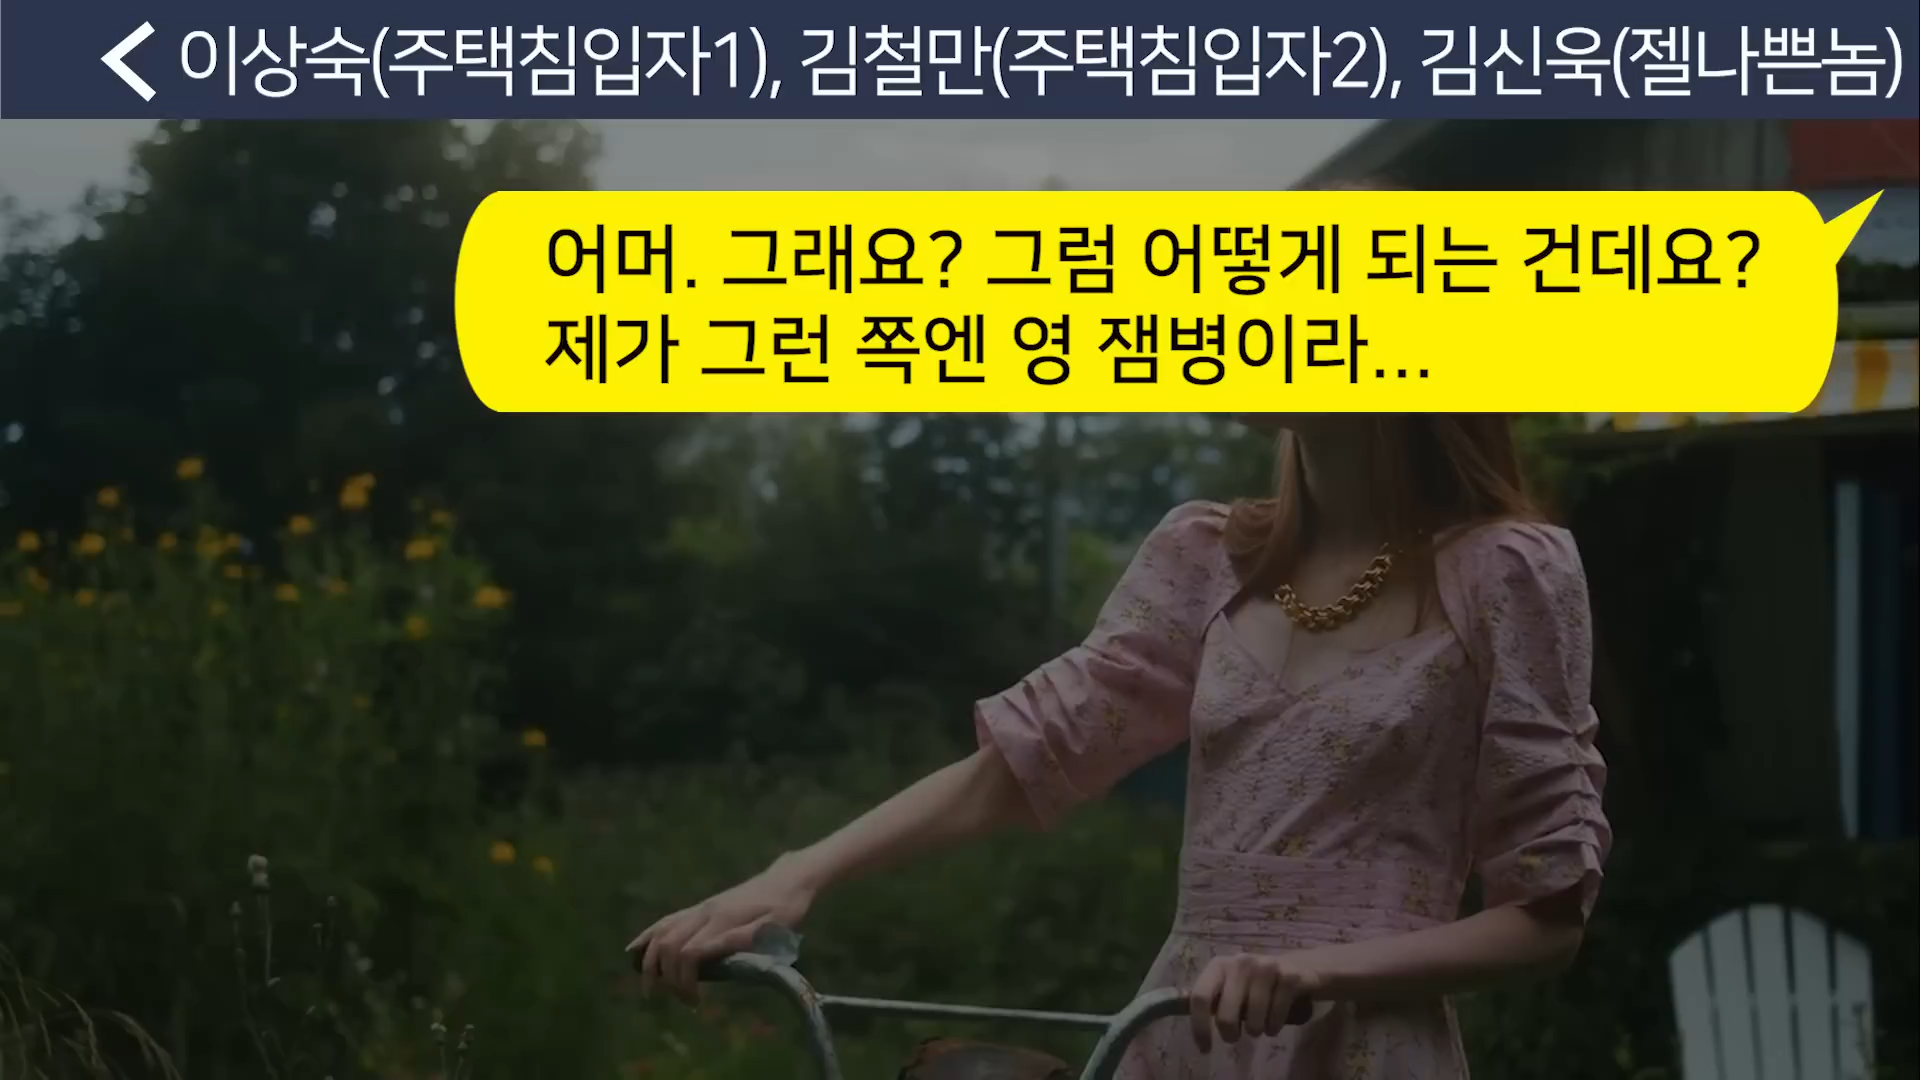 이상숙(주택침입자1), 김철만(주택침입자2), 김신욱(젤나쁜놈)
어머. 그래요? 그럼 어떻게 되는 건데요?
제가 그런 쪽엔 영 잼병이라...